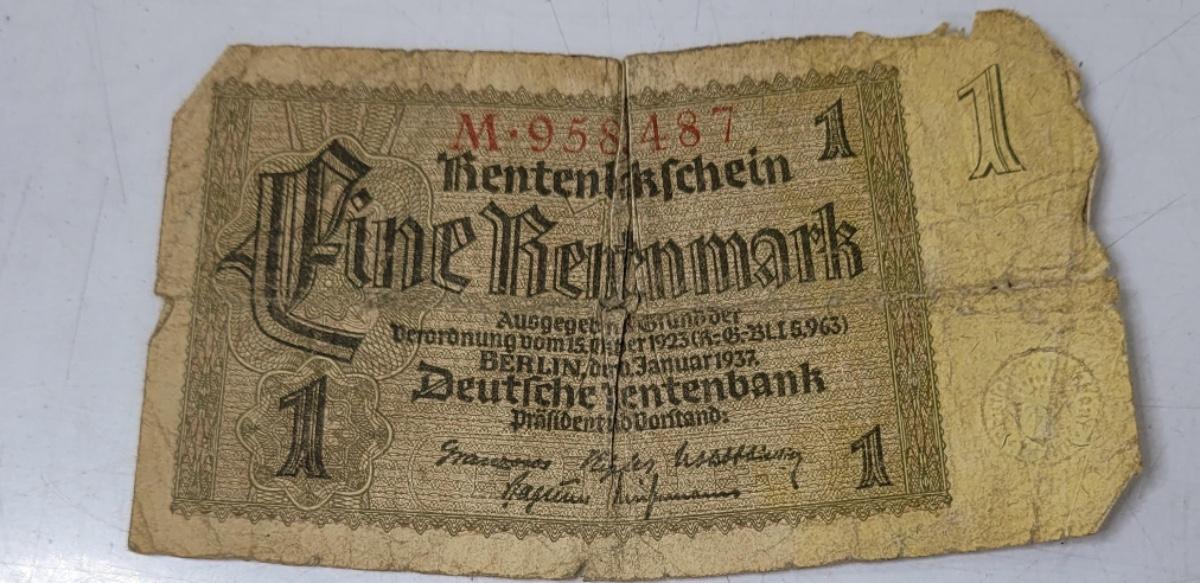 M·958487
1
1
Rentenbankschein
Eine Rentenmark
Ausgegeben auf Grund der
Verordnung vom 15. Oktober 1923 (R.-G.-Bl. I S. 963)
BERLIN, den 30. Januar 1937
Deutsche Rentenbank
Präsident und Vorstand:
1
1